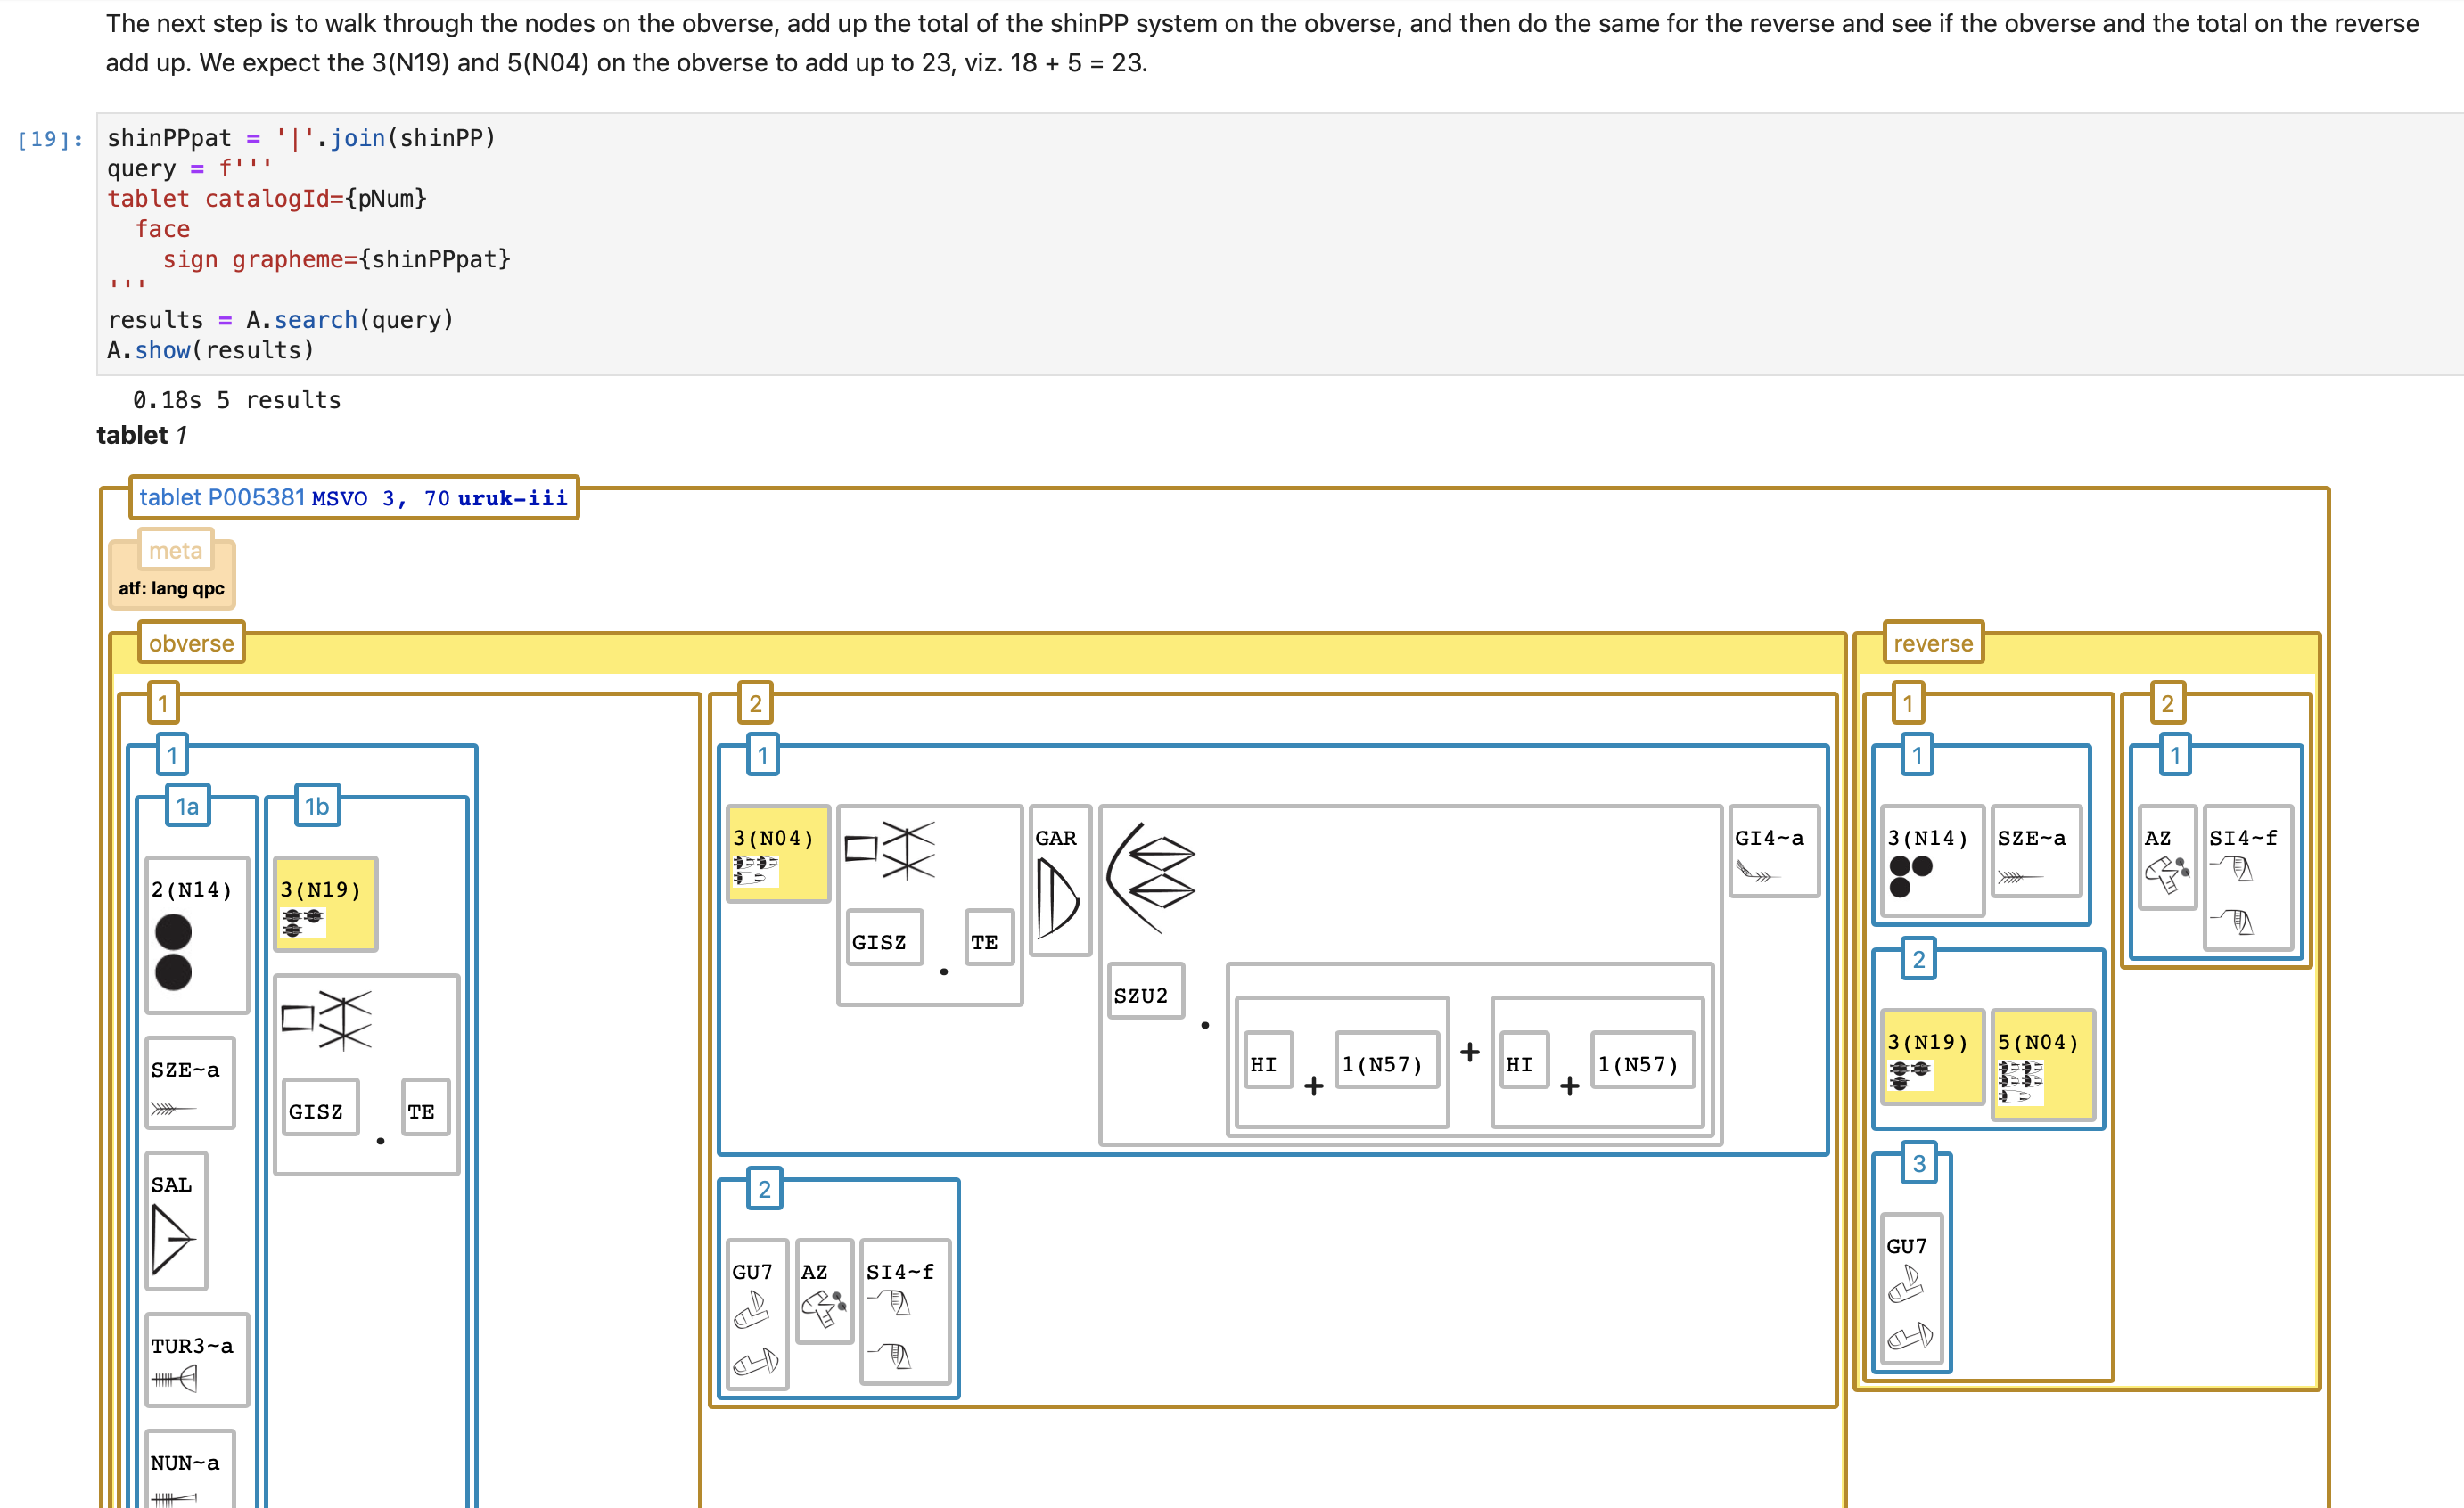 The next step is to walk through the nodes on the obverse, add up the total of the shinPP system on the obverse, and then do the same for the reverse and see if the obverse and the total on the reverse
add up. We expect the 3(N19) and 5(N04) on the obverse to add up to 23, viz. 18 + 5 = 23.
[19]:
shinPPpat = '|'.join(shinPP)
query = f'''
tablet catalogId={pNum}
  face
    sign grapheme={shinPPpat}
'''
results = A.search(query)
A.show(results)
0.18s 5 results
tablet 1
tablet P005381 MSVO 3, 70 uruk-iii
meta
atf: lang qpc
obverse
1
1
1a
2(N14)
SZE~a
SAL
TUR3~a
NUN~a
1b
3(N19)
GISZ . TE
2
1
3(N04)
GISZ . TE
GAR
SZU2 . HI + 1(N57) + HI + 1(N57)
GI4~a
2
GU7 AZ SI4~f
reverse
1
1
3(N14) SZE~a
2
3(N19) 5(N04)
3
GU7
2
1
AZ SI4~f